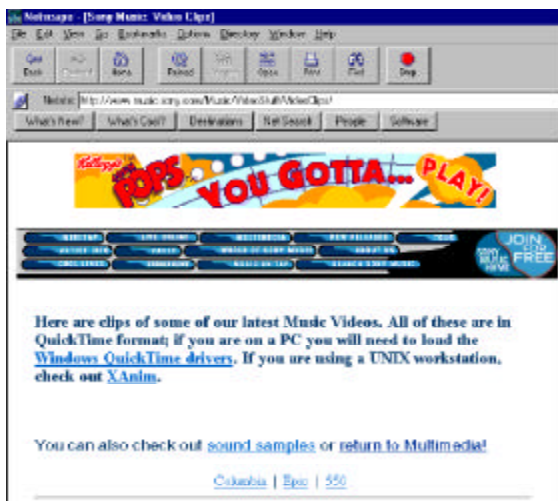 Netscape - [Sony Music: Video Clips]
File Edit View Go Bookmarks Options Directory Window Help
Back Home Reload Open Print Find Stop
http://www.music.sony.com/Music/VideoStuff/VideoClips/
What's New? What's Cool? Destinations Net Search People Software
Kellogg's POPS YOU GOTTA... PLAY!
JOIN FOR FREE
SONY MUSIC
Here are clips of some of our latest Music Videos. All of these are in
QuickTime format; if you are on a PC you will need to load the
Windows QuickTime drivers. If you are using a UNIX workstation,
check out XAnim.
You can also check out sound samples or return to Multimedia!
Columbia | Epic | 550